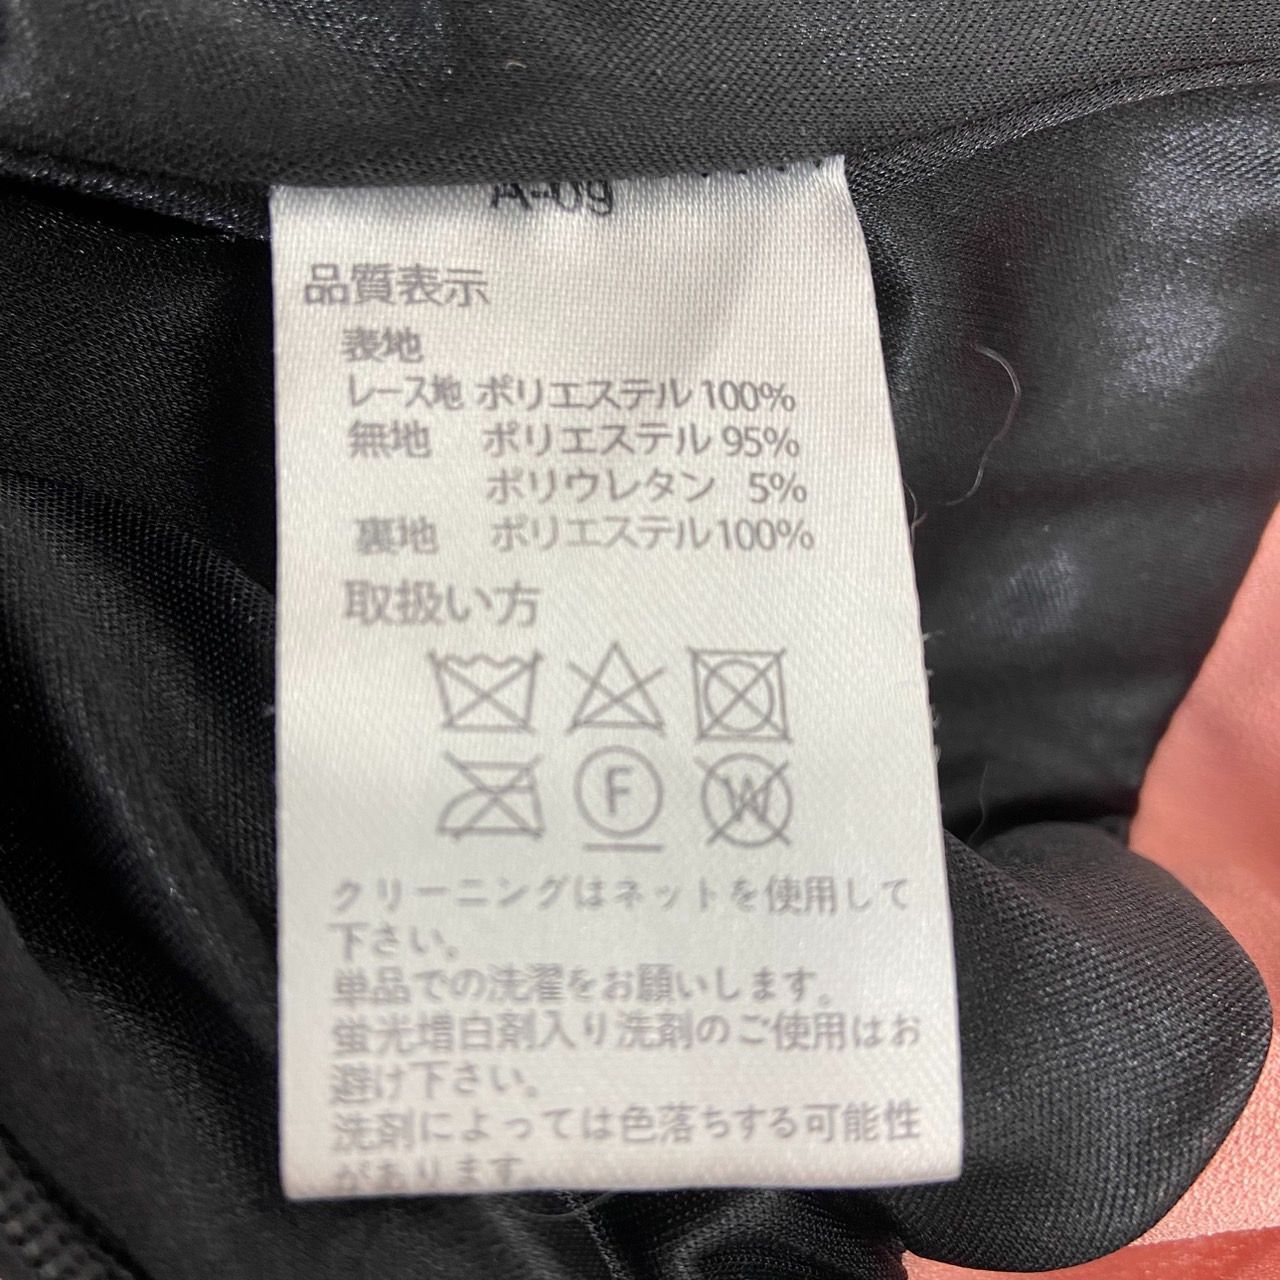 A-09
品質表示
表地
レース地 ポリエステル 100%
無地 ポリエステル 95%
ポリウレタン 5%
裏地 ポリエステル100%
取扱い方
F W
クリーニングはネットを使用して
下さい。
単品での洗濯をお願いします。
蛍光増白剤入り洗剤のご使用はお
避け下さい。
洗剤によっては色落ちする可能性
があります。